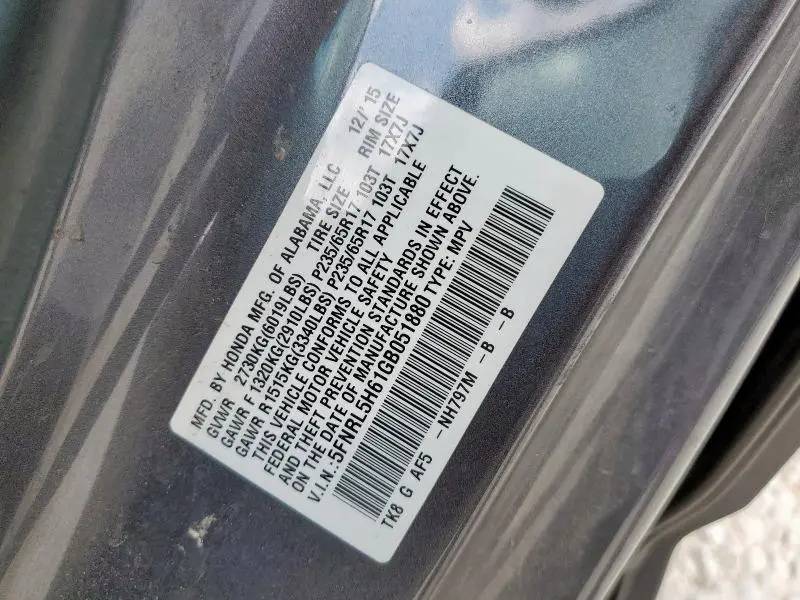 MFD. BY HONDA MFG. OF ALABAMA, LLC 12/'15
GVWR 2730KG(6019LBS) TIRE SIZE RIM SIZE
GAWR F 1320KG(2910LBS) P235/65R17 103T 17X7J
GAWR R 1515KG(3340LBS) P235/65R17 103T 17X7J
THIS VEHICLE CONFORMS TO ALL APPLICABLE
FEDERAL MOTOR VEHICLE SAFETY
AND THEFT PREVENTION STANDARDS IN EFFECT
ON THE DATE OF MANUFACTURE SHOWN ABOVE.
V.I.N.:5FNRL5H61GB051880 TYPE: MPV
TK8 G AF5 -NH797M -B -B